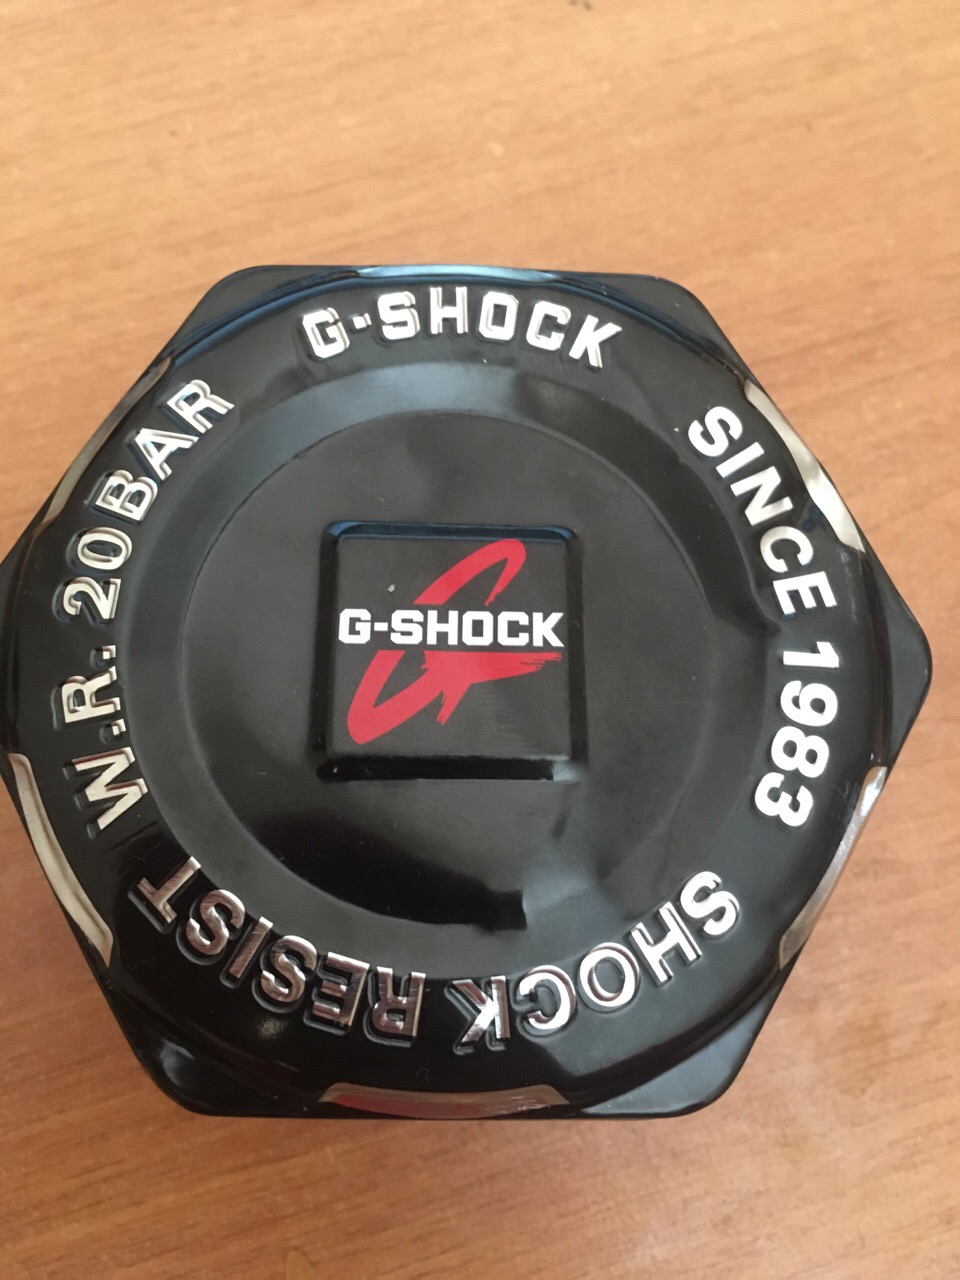 G-SHOCK
SINCE 1983
SHOCK RESIST
W.R. 20BAR
G-SHOCK